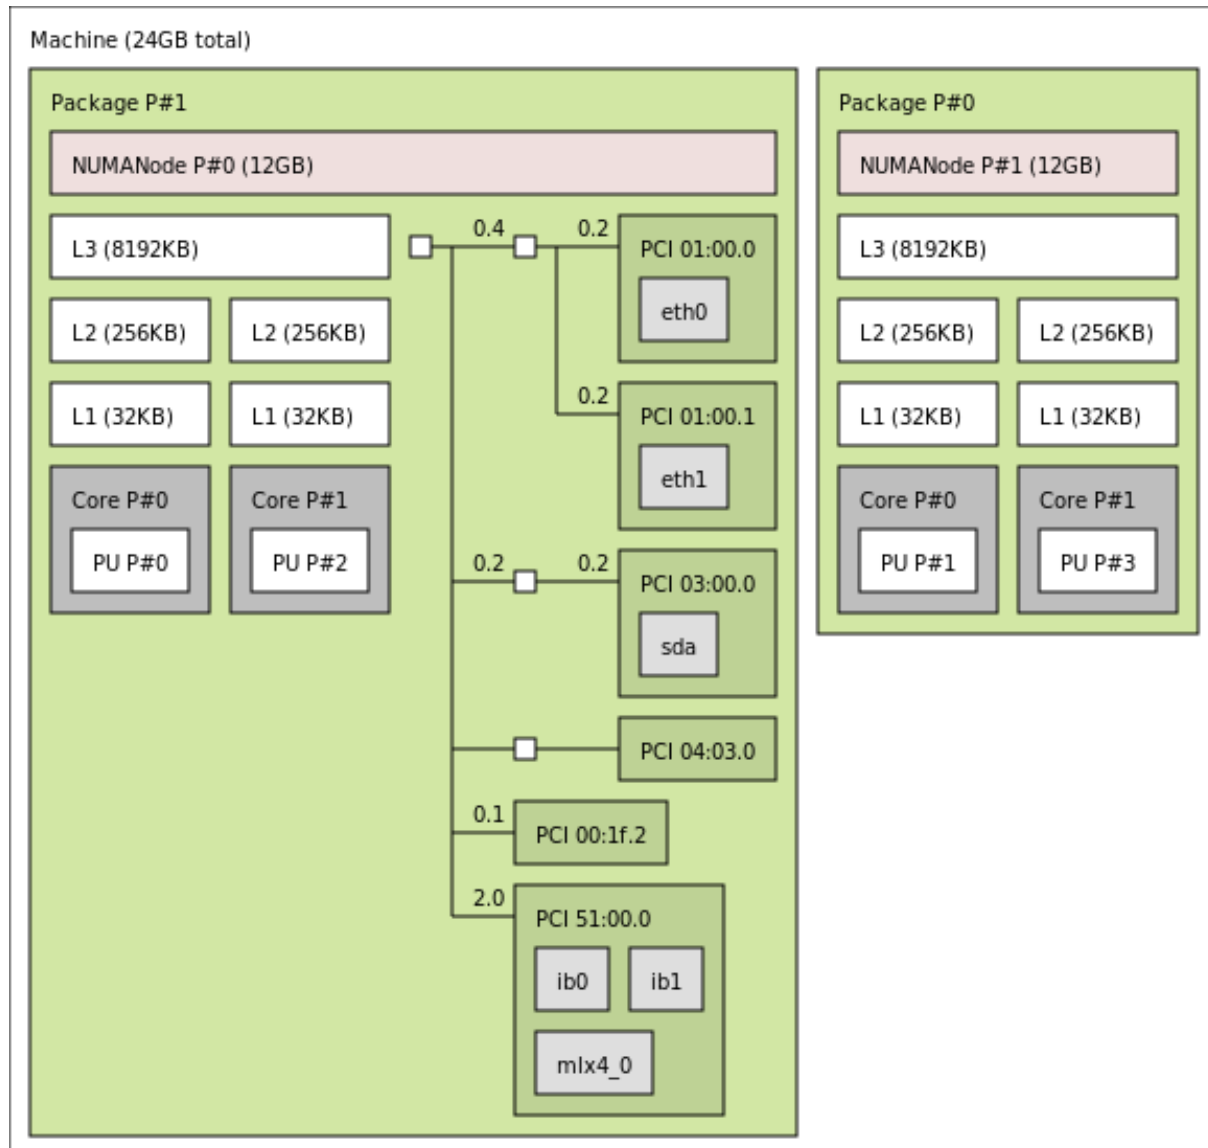 Machine (24GB total)
Package P#1
NUMANode P#0 (12GB)
L3 (8192KB)
L2 (256KB)
L2 (256KB)
L1 (32KB)
L1 (32KB)
Core P#0
PU P#0
Core P#1
PU P#2
0.4
0.2
PCI 01:00.0
eth0
0.2
PCI 01:00.1
eth1
0.2
0.2
PCI 03:00.0
sda
PCI 04:03.0
0.1
PCI 00:1f.2
2.0
PCI 51:00.0
ib0
ib1
mlx4_0
Package P#0
NUMANode P#1 (12GB)
L3 (8192KB)
L2 (256KB)
L2 (256KB)
L1 (32KB)
L1 (32KB)
Core P#0
PU P#1
Core P#1
PU P#3